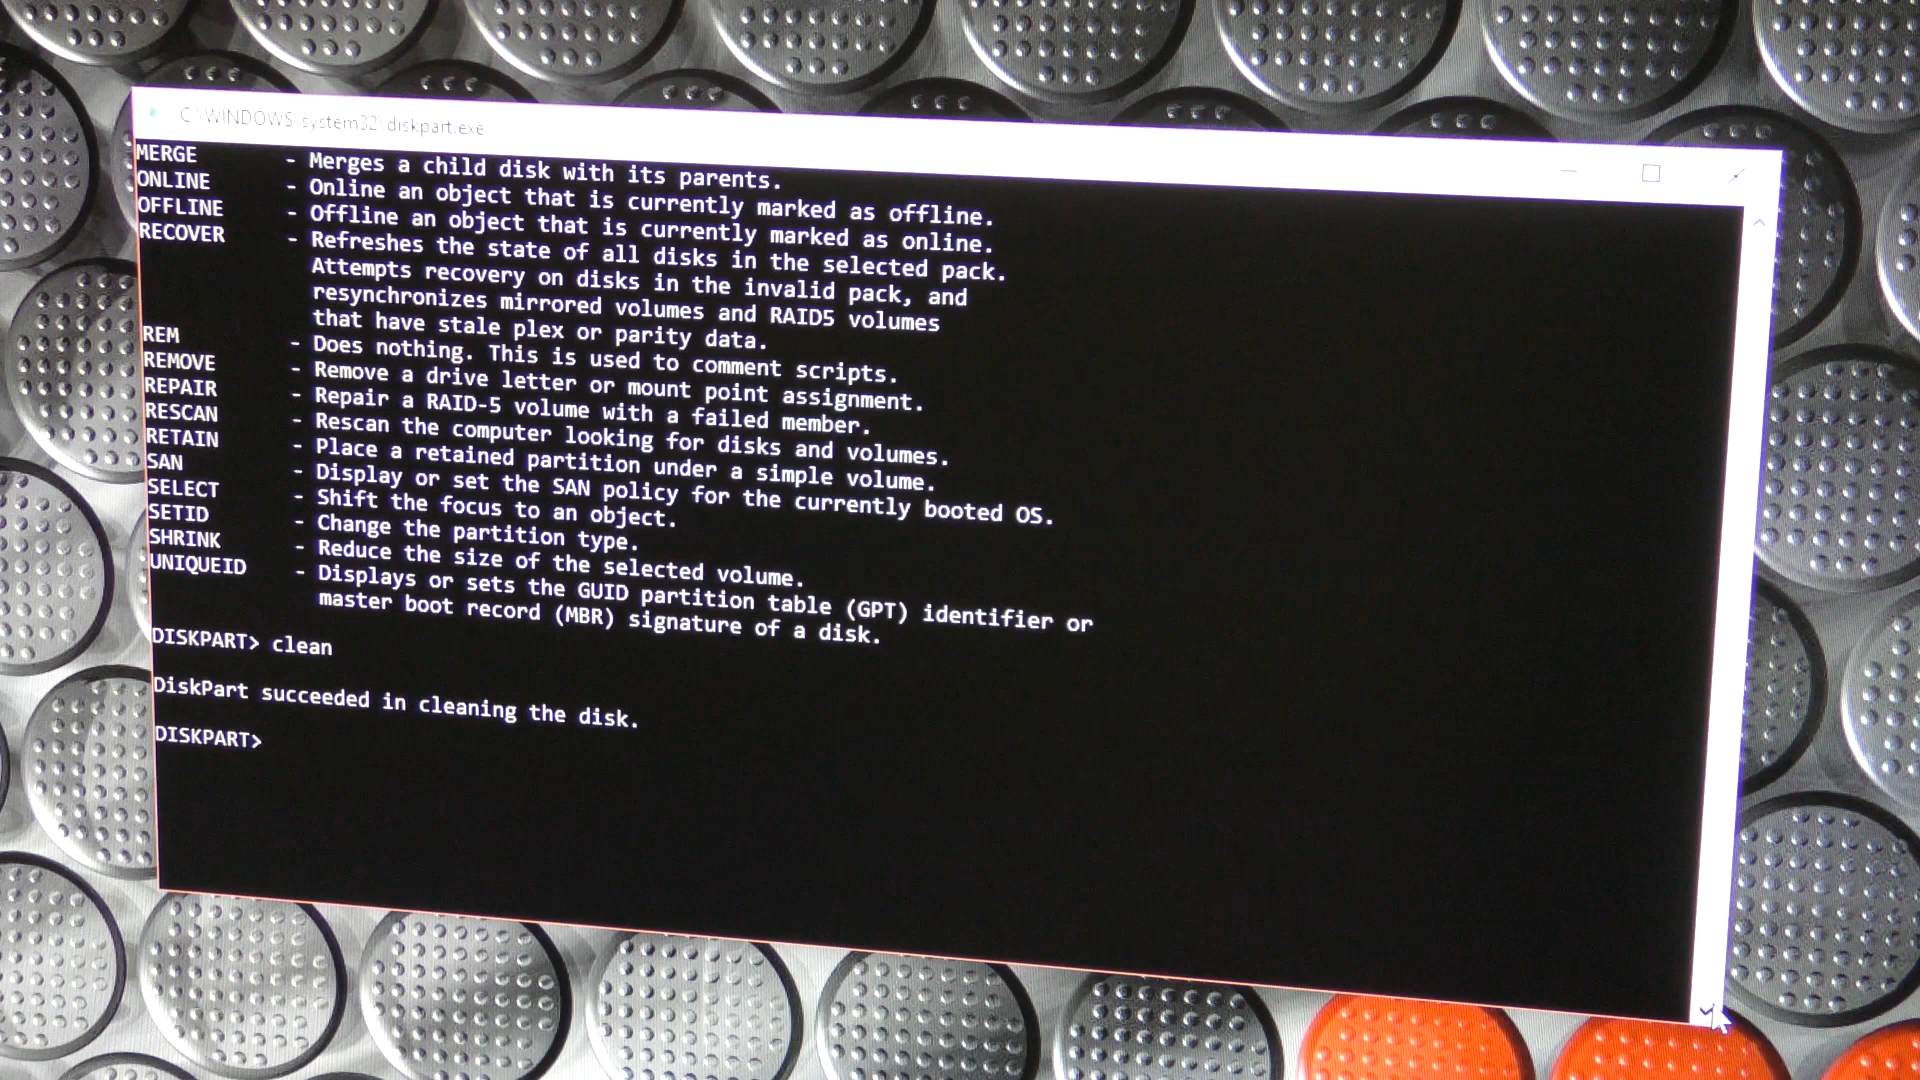 C:\WINDOWS\system32\diskpart.exe
MERGE - Merges a child disk with its parents.
ONLINE - Online an object that is currently marked as offline.
OFFLINE - Offline an object that is currently marked as online.
RECOVER - Refreshes the state of all disks in the selected pack.
Attempts recovery on disks in the invalid pack, and
resynchronizes mirrored volumes and RAID5 volumes
that have stale plex or parity data.
REM - Does nothing. This is used to comment scripts.
REMOVE - Remove a drive letter or mount point assignment.
REPAIR - Repair a RAID-5 volume with a failed member.
RESCAN - Rescan the computer looking for disks and volumes.
RETAIN - Place a retained partition under a simple volume.
SAN - Display or set the SAN policy for the currently booted OS.
SELECT - Shift the focus to an object.
SETID - Change the partition type.
SHRINK - Reduce the size of the selected volume.
UNIQUEID - Displays or sets the GUID partition table (GPT) identifier or
master boot record (MBR) signature of a disk.
DISKPART> clean
DiskPart succeeded in cleaning the disk.
DISKPART>